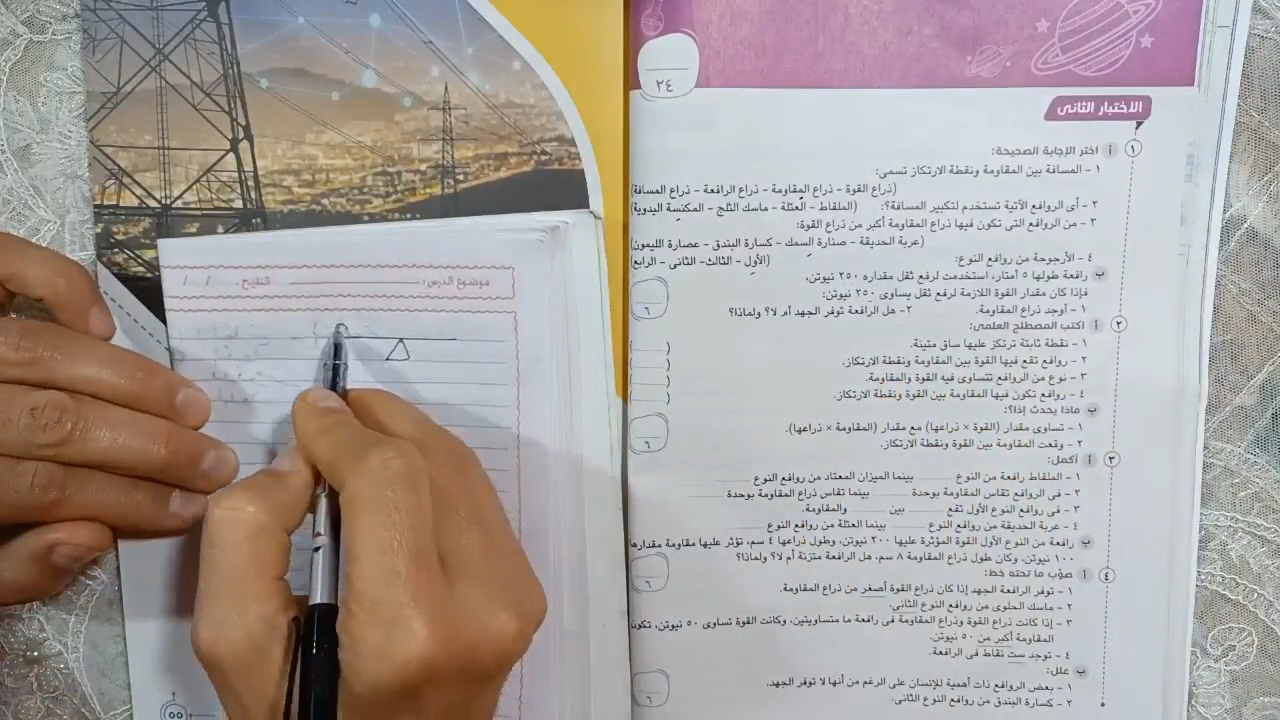 موضوع الدرس: التاريخ: / /
٢٤
الاختبار الثانى
١ أ اختر الإجابة الصحيحة:
١ - المسافة بين المقاومة ونقطة الارتكاز تسمى:
(ذراع القوة - ذراع المقاومة - ذراع الرافعة - ذراع المسافة)
٢ - أى الروافع الآتية تستخدم لتكبير المسافة؟: (الملقاط - العتلة - ماسك الثلج - المكنسة اليدوية)
٣ - من الروافع التى تكون فيها ذراع المقاومة أكبر من ذراع القوة:
(عربة الحديقة - صنارة السمك - كسارة البندق - عصارة الليمون)
٤ - الأرجوحة من روافع النوع: (الأول - الثالث - الثانى - الرابع)
ب رافعة طولها ٥ أمتار، استخدمت لرفع ثقل مقداره ٢٥٠ نيوتن،
فإذا كان مقدار القوة اللازمة لرفع ثقل يساوى ٢٥٠ نيوتن:
١ - أوجد ذراع المقاومة. ٢- هل الرافعة توفر الجهد أم لا؟ ولماذا؟
٦
٢ أ اكتب المصطلح العلمى:
١ - نقطة ثابتة ترتكز عليها ساق متينة.
٢ - روافع تقع فيها القوة بين المقاومة ونقطة الارتكاز.
٣ - نوع من الروافع تتساوى فيه القوة والمقاومة.
٤ - روافع تكون فيها المقاومة بين القوة ونقطة الارتكاز.
ب ماذا يحدث إذا؟:
١ - تساوى مقدار (القوة × ذراعها) مع مقدار (المقاومة × ذراعها).
٢ - وقعت المقاومة بين القوة ونقطة الارتكاز.
٦
٣ أ أكمل:
١ - الملقاط رافعة من النوع ........ بينما الميزان المعتاد من روافع النوع ........
٢ - فى الروافع تقاس المقاومة بوحدة ........ بينما تقاس ذراع المقاومة بوحدة ........
٣ - فى روافع النوع الأول تقع ........ بين ........ والمقاومة.
٤ - عربة الحديقة من روافع النوع ........ بينما العتلة من روافع النوع ........
ب رافعة من النوع الأول القوة المؤثرة عليها ٢٠٠ نيوتن، وطول ذراعها ٤ سم، تؤثر عليها مقاومة مقدارها
١٠٠ نيوتن، وكان طول ذراع المقاومة ٨ سم، هل الرافعة متزنة أم لا؟ ولماذا؟
٦
٤ أ صوّب ما تحته خط:
١ - توفر الرافعة الجهد إذا كان ذراع القوة أصغر من ذراع المقاومة.
٢ - ماسك الحلوى من روافع النوع الثانى.
٣ - إذا كانت ذراع القوة وذراع المقاومة فى رافعة ما متساويتين، وكانت القوة تساوى ٥٠ نيوتن، تكون
المقاومة أكبر من ٥٠ نيوتن.
٤ - توجد ست نقاط فى الرافعة.
ب علل:
١ - بعض الروافع ذات أهمية للإنسان على الرغم من أنها لا توفر الجهد.
٢ - كسارة البندق من روافع النوع الثانى.
٦